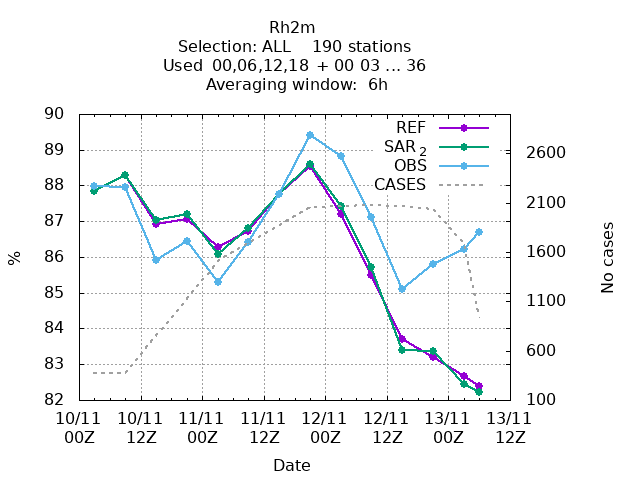 Rh2m
Selection: ALL 190 stations
Used 00,06,12,18 + 00 03 ... 36
Averaging window: 6h
90
89
88
87
86
85
84
83
82
%
REF
SAR 2
OBS
CASES
2600
2100
1600
1100
600
100
No cases
10/11 10/11 11/11 11/11 12/11 12/11 13/11 13/11
00Z 12Z 00Z 12Z 00Z 12Z 00Z 12Z
Date